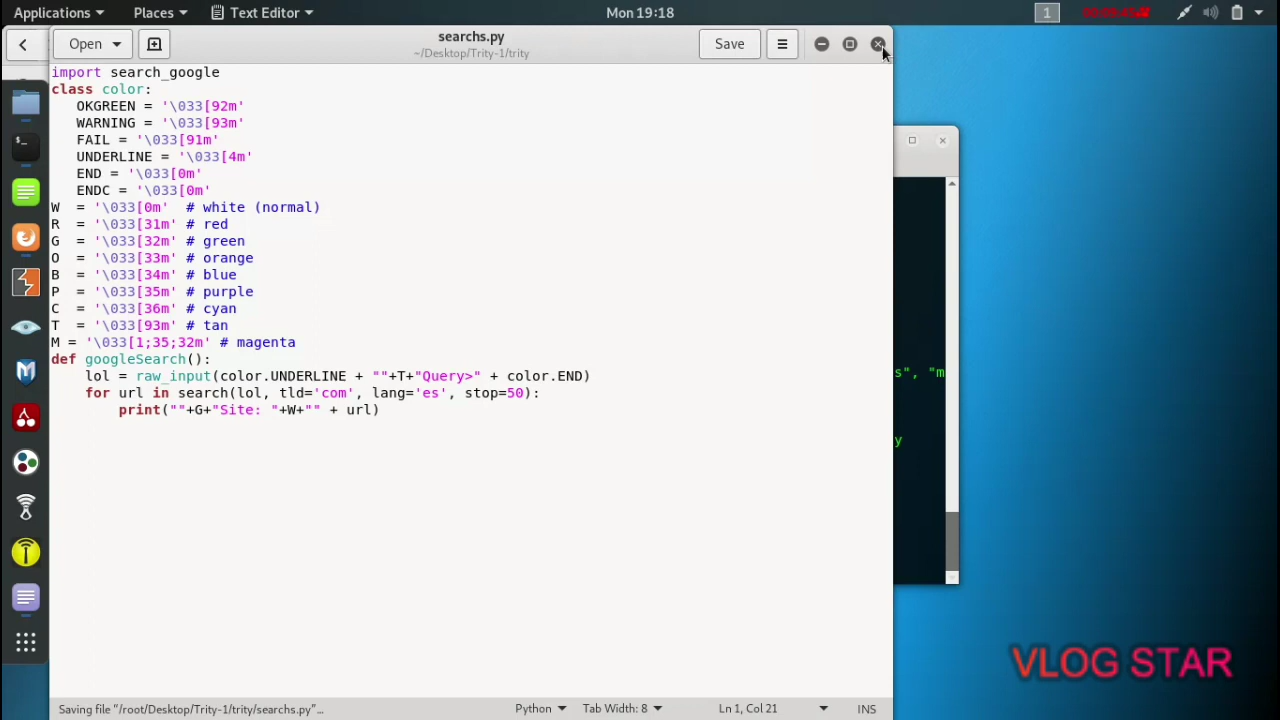 Applications Places Text Editor Mon 19:18 1
Open searchs.py Save
~/Desktop/Trity-1/trity
import search_google
class color:
   OKGREEN = '\033[92m'
   WARNING = '\033[93m'
   FAIL = '\033[91m'
   UNDERLINE = '\033[4m'
   END = '\033[0m'
   ENDC = '\033[0m'
W  = '\033[0m'  # white (normal)
R  = '\033[31m' # red
G  = '\033[32m' # green
O  = '\033[33m' # orange
B  = '\033[34m' # blue
P  = '\033[35m' # purple
C  = '\033[36m' # cyan
T  = '\033[93m' # tan
M = '\033[1;35;32m' # magenta
def googleSearch():
    lol = raw_input(color.UNDERLINE + ""+T+"Query>" + color.END)
    for url in search(lol, tld='com', lang='es', stop=50):
        print(""+G+"Site: "+W+"" + url)
s", "m
y
VLOG STAR
Saving file "/root/Desktop/Trity-1/trity/searchs.py"... Python Tab Width: 8 Ln 1, Col 21 INS